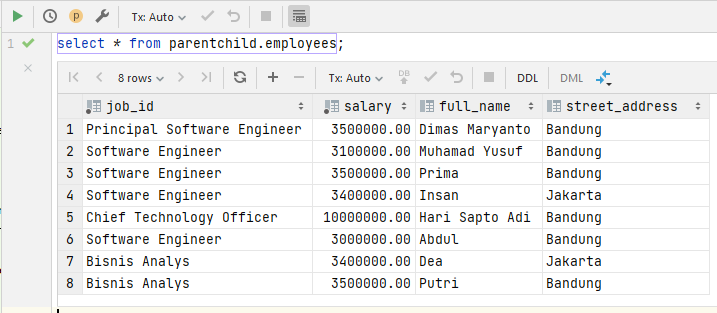 Tx: Auto
1 select * from parentchild.employees;
8 rows Tx: Auto DB DDL DML
job_id salary full_name street_address
1 Principal Software Engineer 3500000.00 Dimas Maryanto Bandung
2 Software Engineer 3100000.00 Muhamad Yusuf Bandung
3 Software Engineer 3500000.00 Prima Bandung
4 Software Engineer 3400000.00 Insan Jakarta
5 Chief Technology Officer 10000000.00 Hari Sapto Adi Bandung
6 Software Engineer 3000000.00 Abdul Bandung
7 Bisnis Analys 3400000.00 Dea Jakarta
8 Bisnis Analys 3500000.00 Putri Bandung